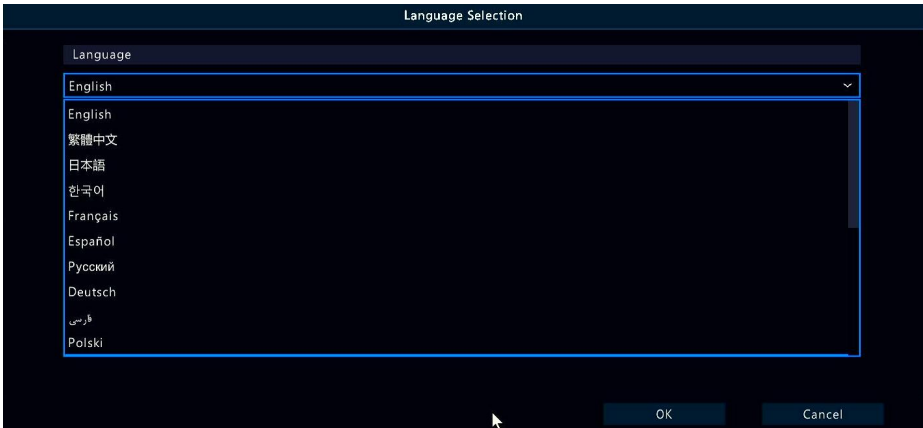 Language Selection
Language
English
English
繁體中文
日本語
한국어
Français
Español
Русский
Deutsch
فارسی
Polski
OK Cancel